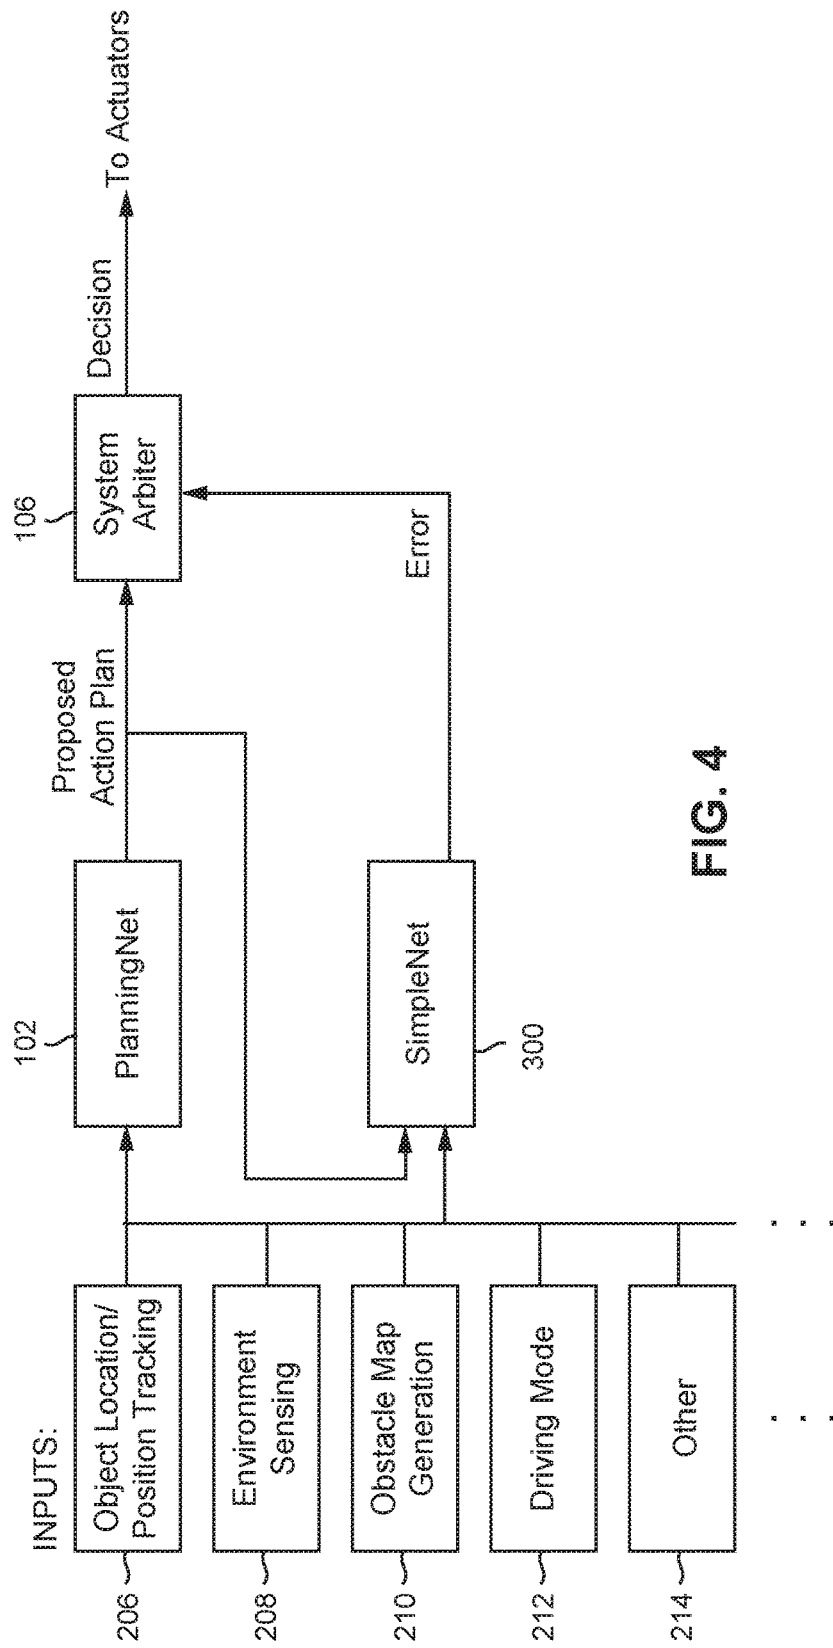 INPUTS:
206
Object Location/
Position Tracking
208
Environment
Sensing
210
Obstacle Map
Generation
212
Driving Mode
214
Other
102
PlanningNet
Proposed
Action Plan
SimpleNet
300
Error
106
System
Arbiter
Decision
To Actuators
FIG. 4